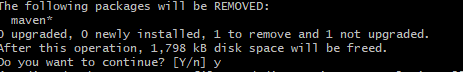 The following packages will be REMOVED:
  maven*
0 upgraded, 0 newly installed, 1 to remove and 1 not upgraded.
After this operation, 1,798 kB disk space will be freed.
Do you want to continue? [Y/n] y